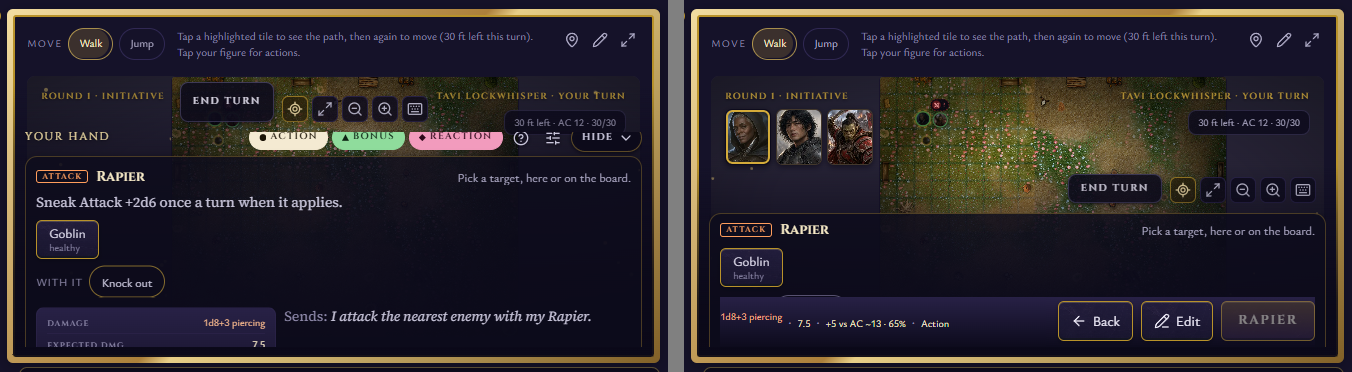 MOVE Walk Jump Tap a highlighted tile to see the path, then again to move (30 ft left this turn).
Tap your figure for actions.
ROUND 1 · INITIATIVE END TURN TAVI LOCKWHISPER · YOUR TURN
30 ft left · AC 12 · 30/30
YOUR HAND ACTION BONUS REACTION HIDE
ATTACK RAPIER Pick a target, here or on the board.
Sneak Attack +2d6 once a turn when it applies.
Goblin
healthy
WITH IT Knock out
DAMAGE 1d8+3 piercing Sends: I attack the nearest enemy with my Rapier.
EXPECTED DMG 7.5
MOVE Walk Jump Tap a highlighted tile to see the path, then again to move (30 ft left this turn).
Tap your figure for actions.
ROUND 1 · INITIATIVE TAVI LOCKWHISPER · YOUR TURN
30 ft left · AC 12 · 30/30
END TURN
ATTACK RAPIER Pick a target, here or on the board.
Goblin
healthy
1d8+3 piercing · 7.5 · +5 vs AC ~13 · 65% · Action Back Edit RAPIER